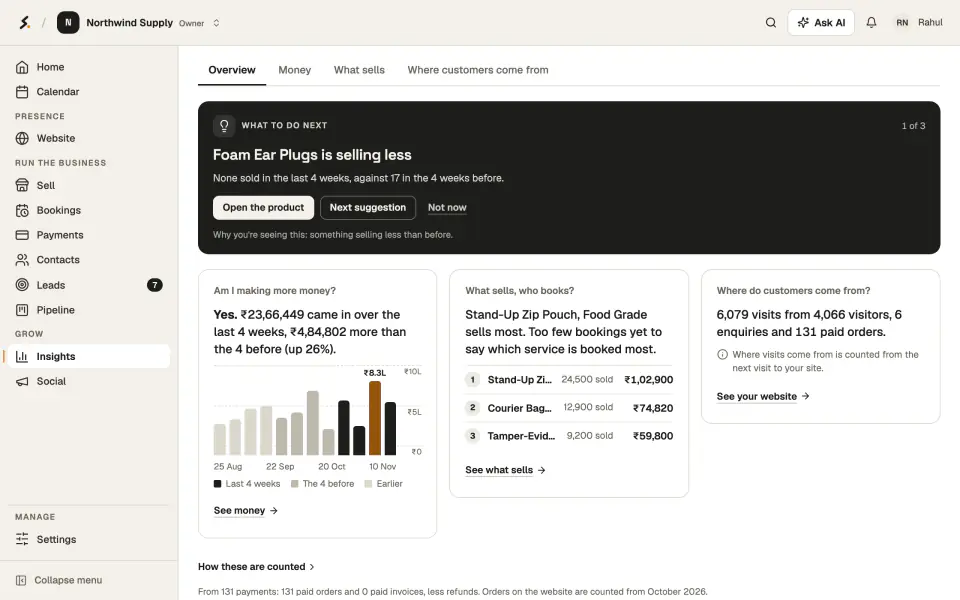 / N Northwind Supply Owner
Ask AI RN Rahul
Home
Calendar
PRESENCE
Website
RUN THE BUSINESS
Sell
Bookings
Payments
Contacts
Leads 7
Pipeline
GROW
Insights
Social
MANAGE
Settings
Collapse menu
Overview Money What sells Where customers come from
WHAT TO DO NEXT 1 of 3
Foam Ear Plugs is selling less
None sold in the last 4 weeks, against 17 in the 4 weeks before.
Open the product Next suggestion Not now
Why you're seeing this: something selling less than before.
Am I making more money?
Yes. ₹23,66,449 came in over the
last 4 weeks, ₹4,84,802 more than
the 4 before (up 26%).
₹8.3L ₹10L
₹5L
₹0
25 Aug 22 Sep 20 Oct 10 Nov
Last 4 weeks The 4 before Earlier
See money →
What sells, who books?
Stand-Up Zip Pouch, Food Grade
sells most. Too few bookings yet to
say which service is booked most.
1 Stand-Up Zi... 24,500 sold ₹1,02,900
2 Courier Bag... 12,900 sold ₹74,820
3 Tamper-Evid... 9,200 sold ₹59,800
See what sells →
Where do customers come from?
6,079 visits from 4,066 visitors, 6
enquiries and 131 paid orders.
Where visits come from is counted from the
next visit to your site.
See your website →
How these are counted >
From 131 payments: 131 paid orders and 0 paid invoices, less refunds. Orders on the website are counted from October 2026.